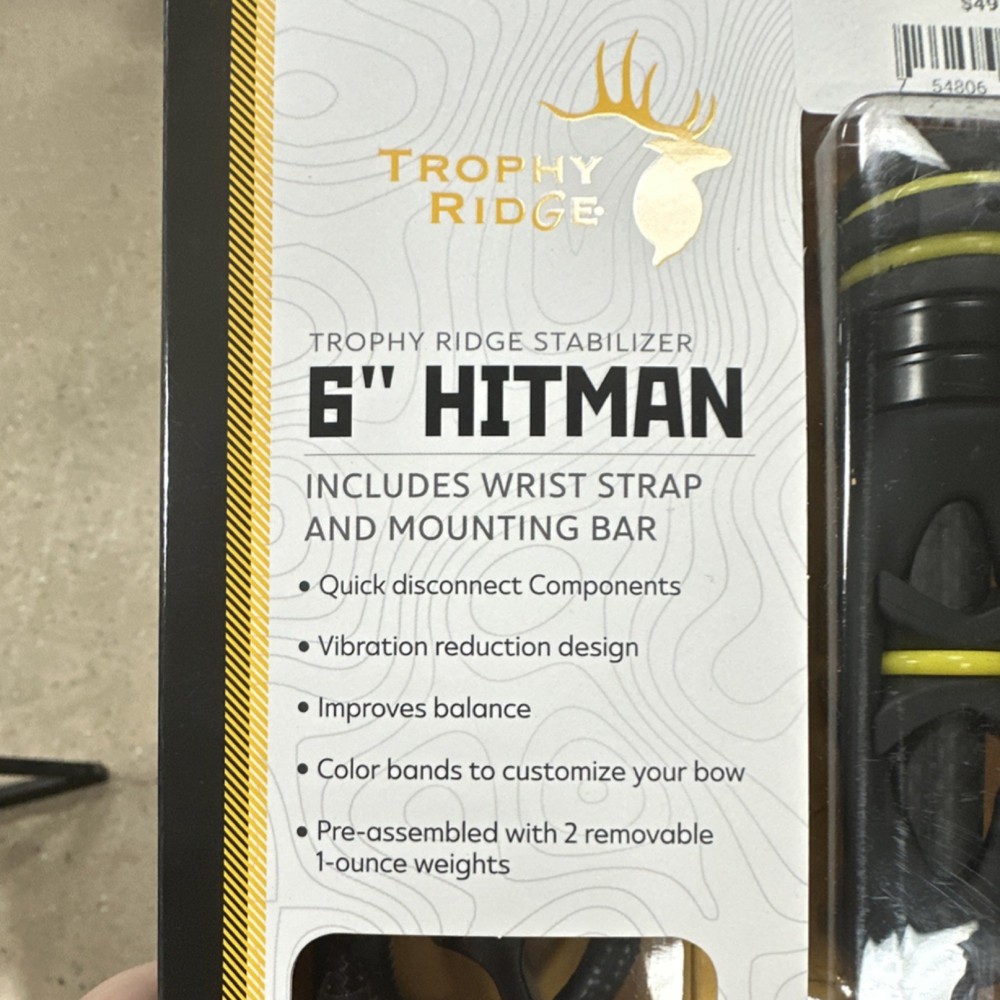 $49
54806
TROPHY
RIDGE
TROPHY RIDGE STABILIZER
6" HITMAN
INCLUDES WRIST STRAP
AND MOUNTING BAR
• Quick disconnect Components
• Vibration reduction design
• Improves balance
• Color bands to customize your bow
• Pre-assembled with 2 removable
1-ounce weights